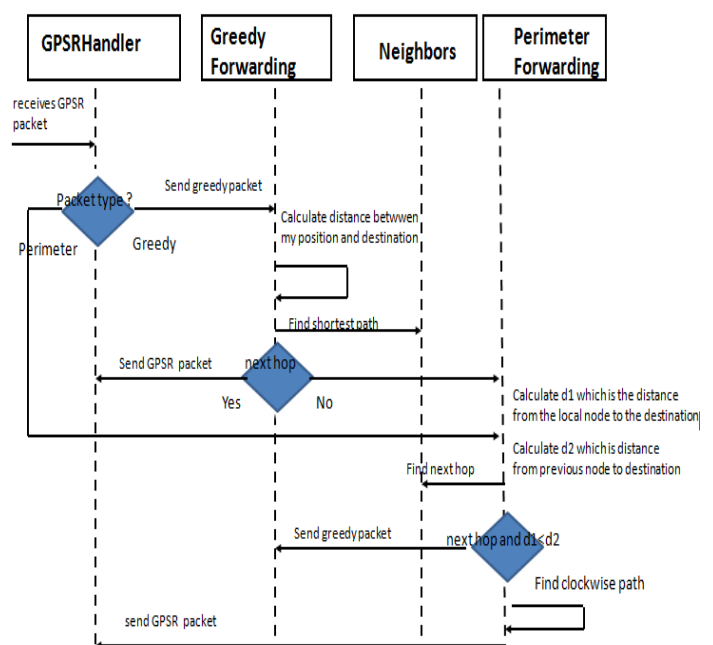 GPSRHandler
Greedy
Forwarding
Neighbors
Perimeter
Forwarding
receives GPSR
packet
Send greedy packet
Packet type ?
Calculate distance betwwen
my position and destination
Perimeter
Greedy
Find shortest path
Send GPSR packet
next hop
Yes
No
Calculate d1 which is the distance
from the local node to the destination
Calculate d2 which is distance
from previous node to destination
Find next hop
Send greedy packet
next hop and d1<d2
Find clockwise path
send GPSR packet